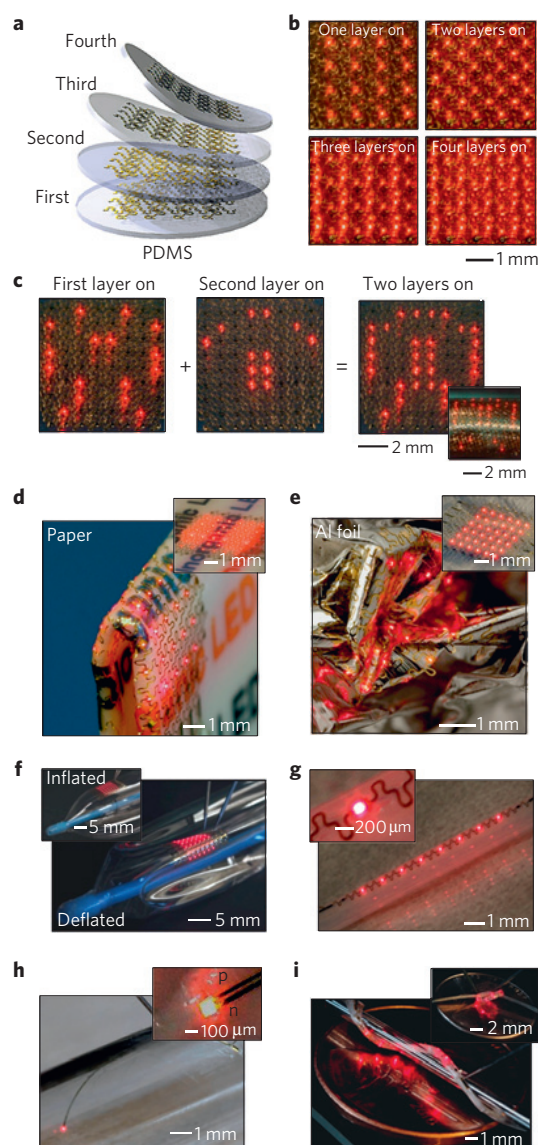 a
Fourth
Third
Second
First
PDMS
b
One layer on
Two layers on
Three layers on
Four layers on
1 mm
c
First layer on
Second layer on
Two layers on
+
=
2 mm
2 mm
d
Paper
1 mm
LED
1 mm
e
Al foil
1 mm
1 mm
f
Inflated
5 mm
Deflated
5 mm
g
200 µm
1 mm
h
p
n
100 µm
1 mm
i
2 mm
1 mm